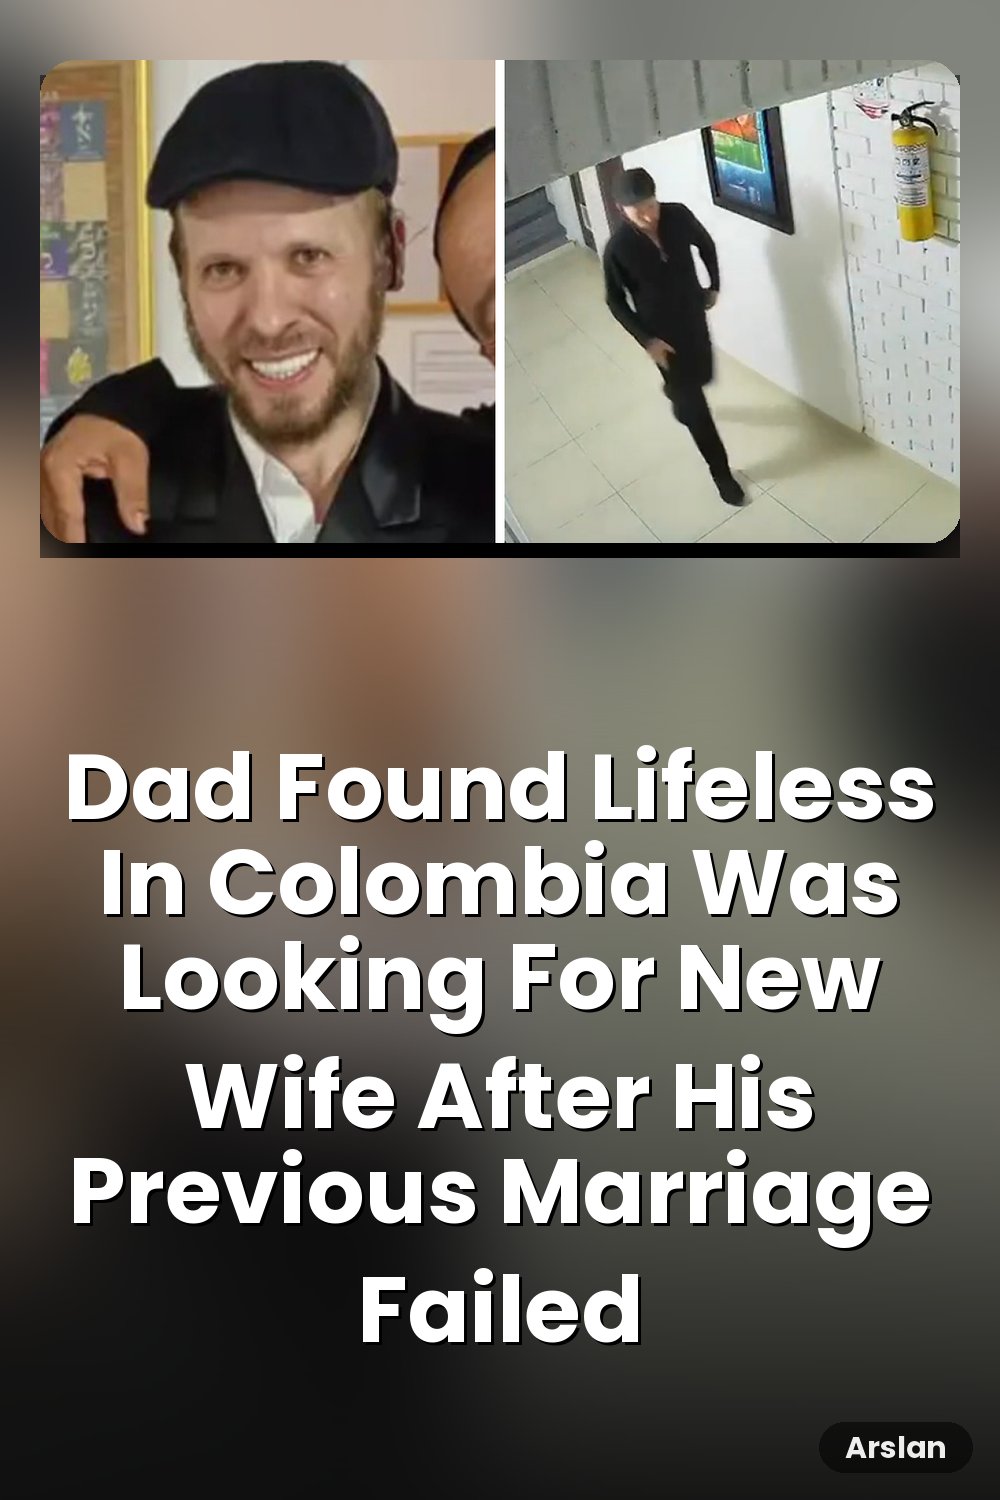 Dad Found Lifeless
In Colombia Was
Looking For New
Wife After His
Previous Marriage
Failed
Arslan